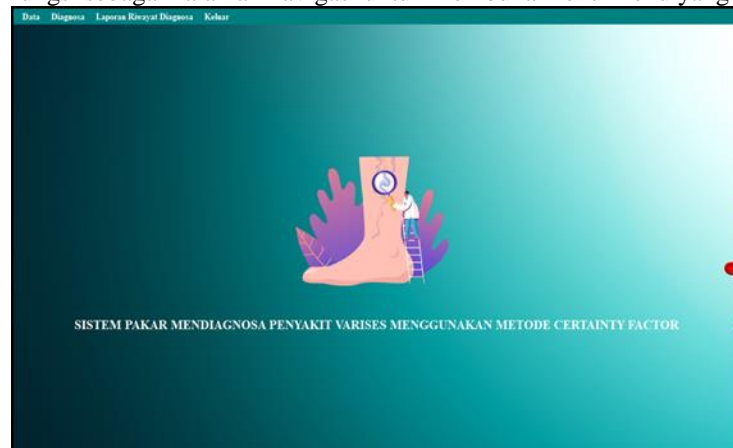 Data Diagnosa Laporan Riwayat Diagnosa Keluar
SISTEM PAKAR MENDIAGNOSA PENYAKIT VARISES MENGGUNAKAN METODE CERTAINTY FACTOR